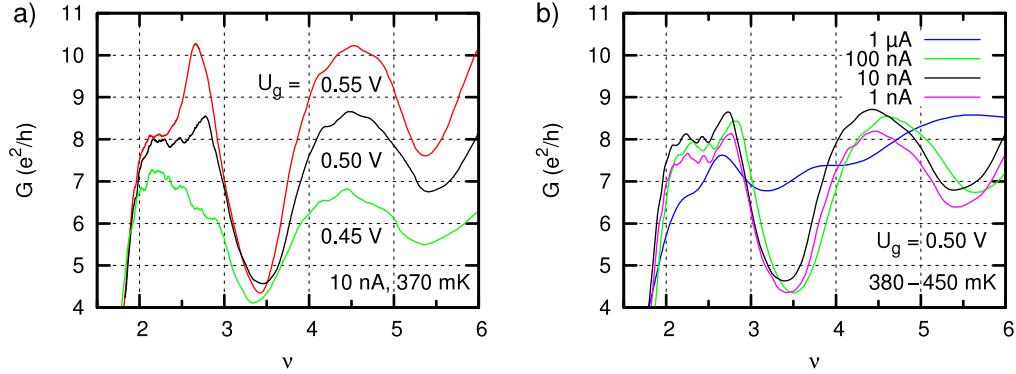 a)
G (e²/h)
11
10
9
8
7
6
5
4
U_g = 0.55 V
0.50 V
0.45 V
10 nA, 370 mK
2
3
4
5
6
ν
b)
G (e²/h)
11
10
9
8
7
6
5
4
1 µA
100 nA
10 nA
1 nA
U_g = 0.50 V
380–450 mK
2
3
4
5
6
ν